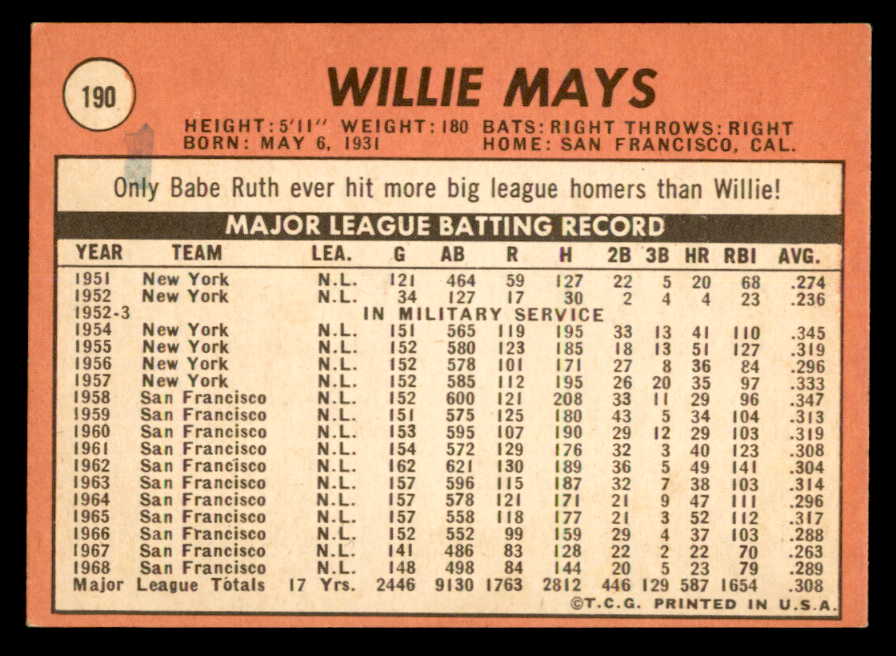 190
WILLIE MAYS
HEIGHT: 5'11" WEIGHT: 180 BATS: RIGHT THROWS: RIGHT
BORN: MAY 6, 1931 HOME: SAN FRANCISCO, CAL.
Only Babe Ruth ever hit more big league homers than Willie!
MAJOR LEAGUE BATTING RECORD
YEAR TEAM LEA. G AB R H 2B 3B HR RBI AVG.
1951 New York N.L. 121 464 59 127 22 5 20 68 .274
1952 New York N.L. 34 127 17 30 2 4 4 23 .236
1952-3 IN MILITARY SERVICE
1954 New York N.L. 151 565 119 195 33 13 41 110 .345
1955 New York N.L. 152 580 123 185 18 13 51 127 .319
1956 New York N.L. 152 578 101 171 27 8 36 84 .296
1957 New York N.L. 152 585 112 195 26 20 35 97 .333
1958 San Francisco N.L. 152 600 121 208 33 11 29 96 .347
1959 San Francisco N.L. 151 575 125 180 43 5 34 104 .313
1960 San Francisco N.L. 153 595 107 190 29 12 29 103 .319
1961 San Francisco N.L. 154 572 129 176 32 3 40 123 .308
1962 San Francisco N.L. 162 621 130 189 36 5 49 141 .304
1963 San Francisco N.L. 157 596 115 187 32 7 38 103 .314
1964 San Francisco N.L. 157 578 121 171 21 9 47 111 .296
1965 San Francisco N.L. 157 558 118 177 21 3 52 112 .317
1966 San Francisco N.L. 152 552 99 159 29 4 37 103 .288
1967 San Francisco N.L. 141 486 83 128 22 2 22 70 .263
1968 San Francisco N.L. 148 498 84 144 20 5 23 79 .289
Major League Totals 17 Yrs. 2446 9130 1763 2812 446 129 587 1654 .308
©T.C.G. PRINTED IN U.S.A.